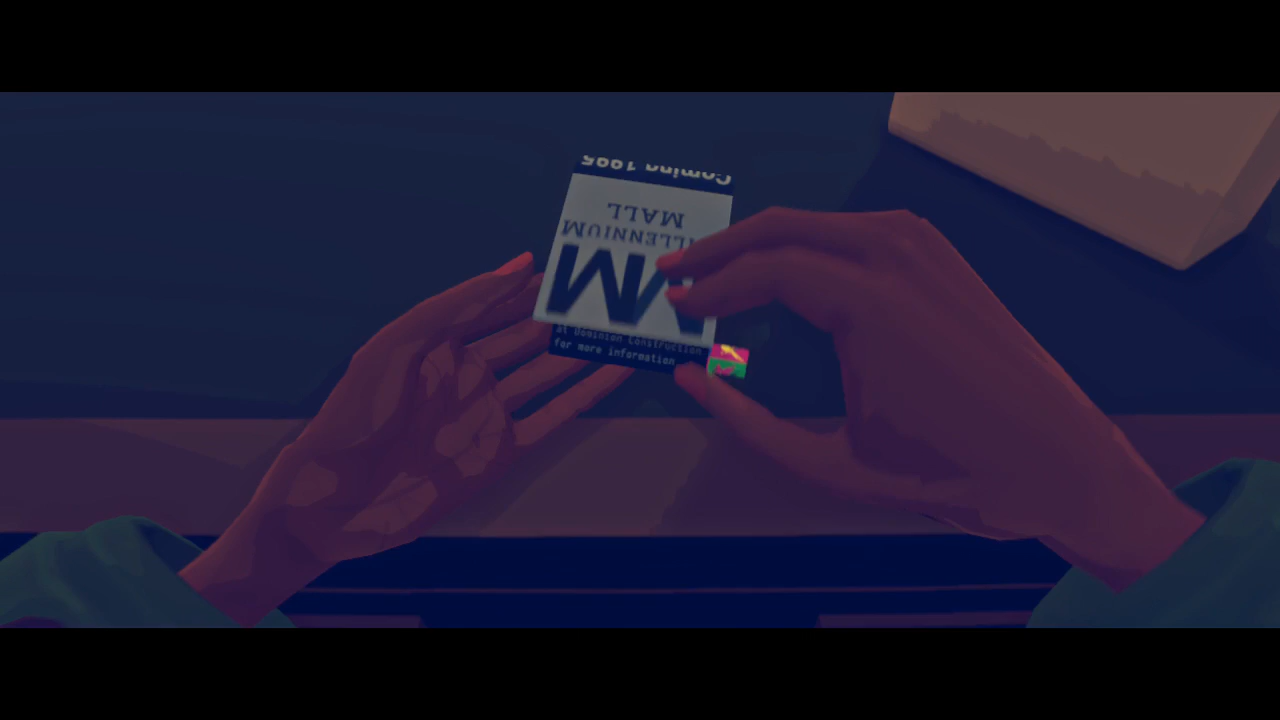 Coming 1995
MALL
MILLENNIUM
M
at Dominion Construction
for more information